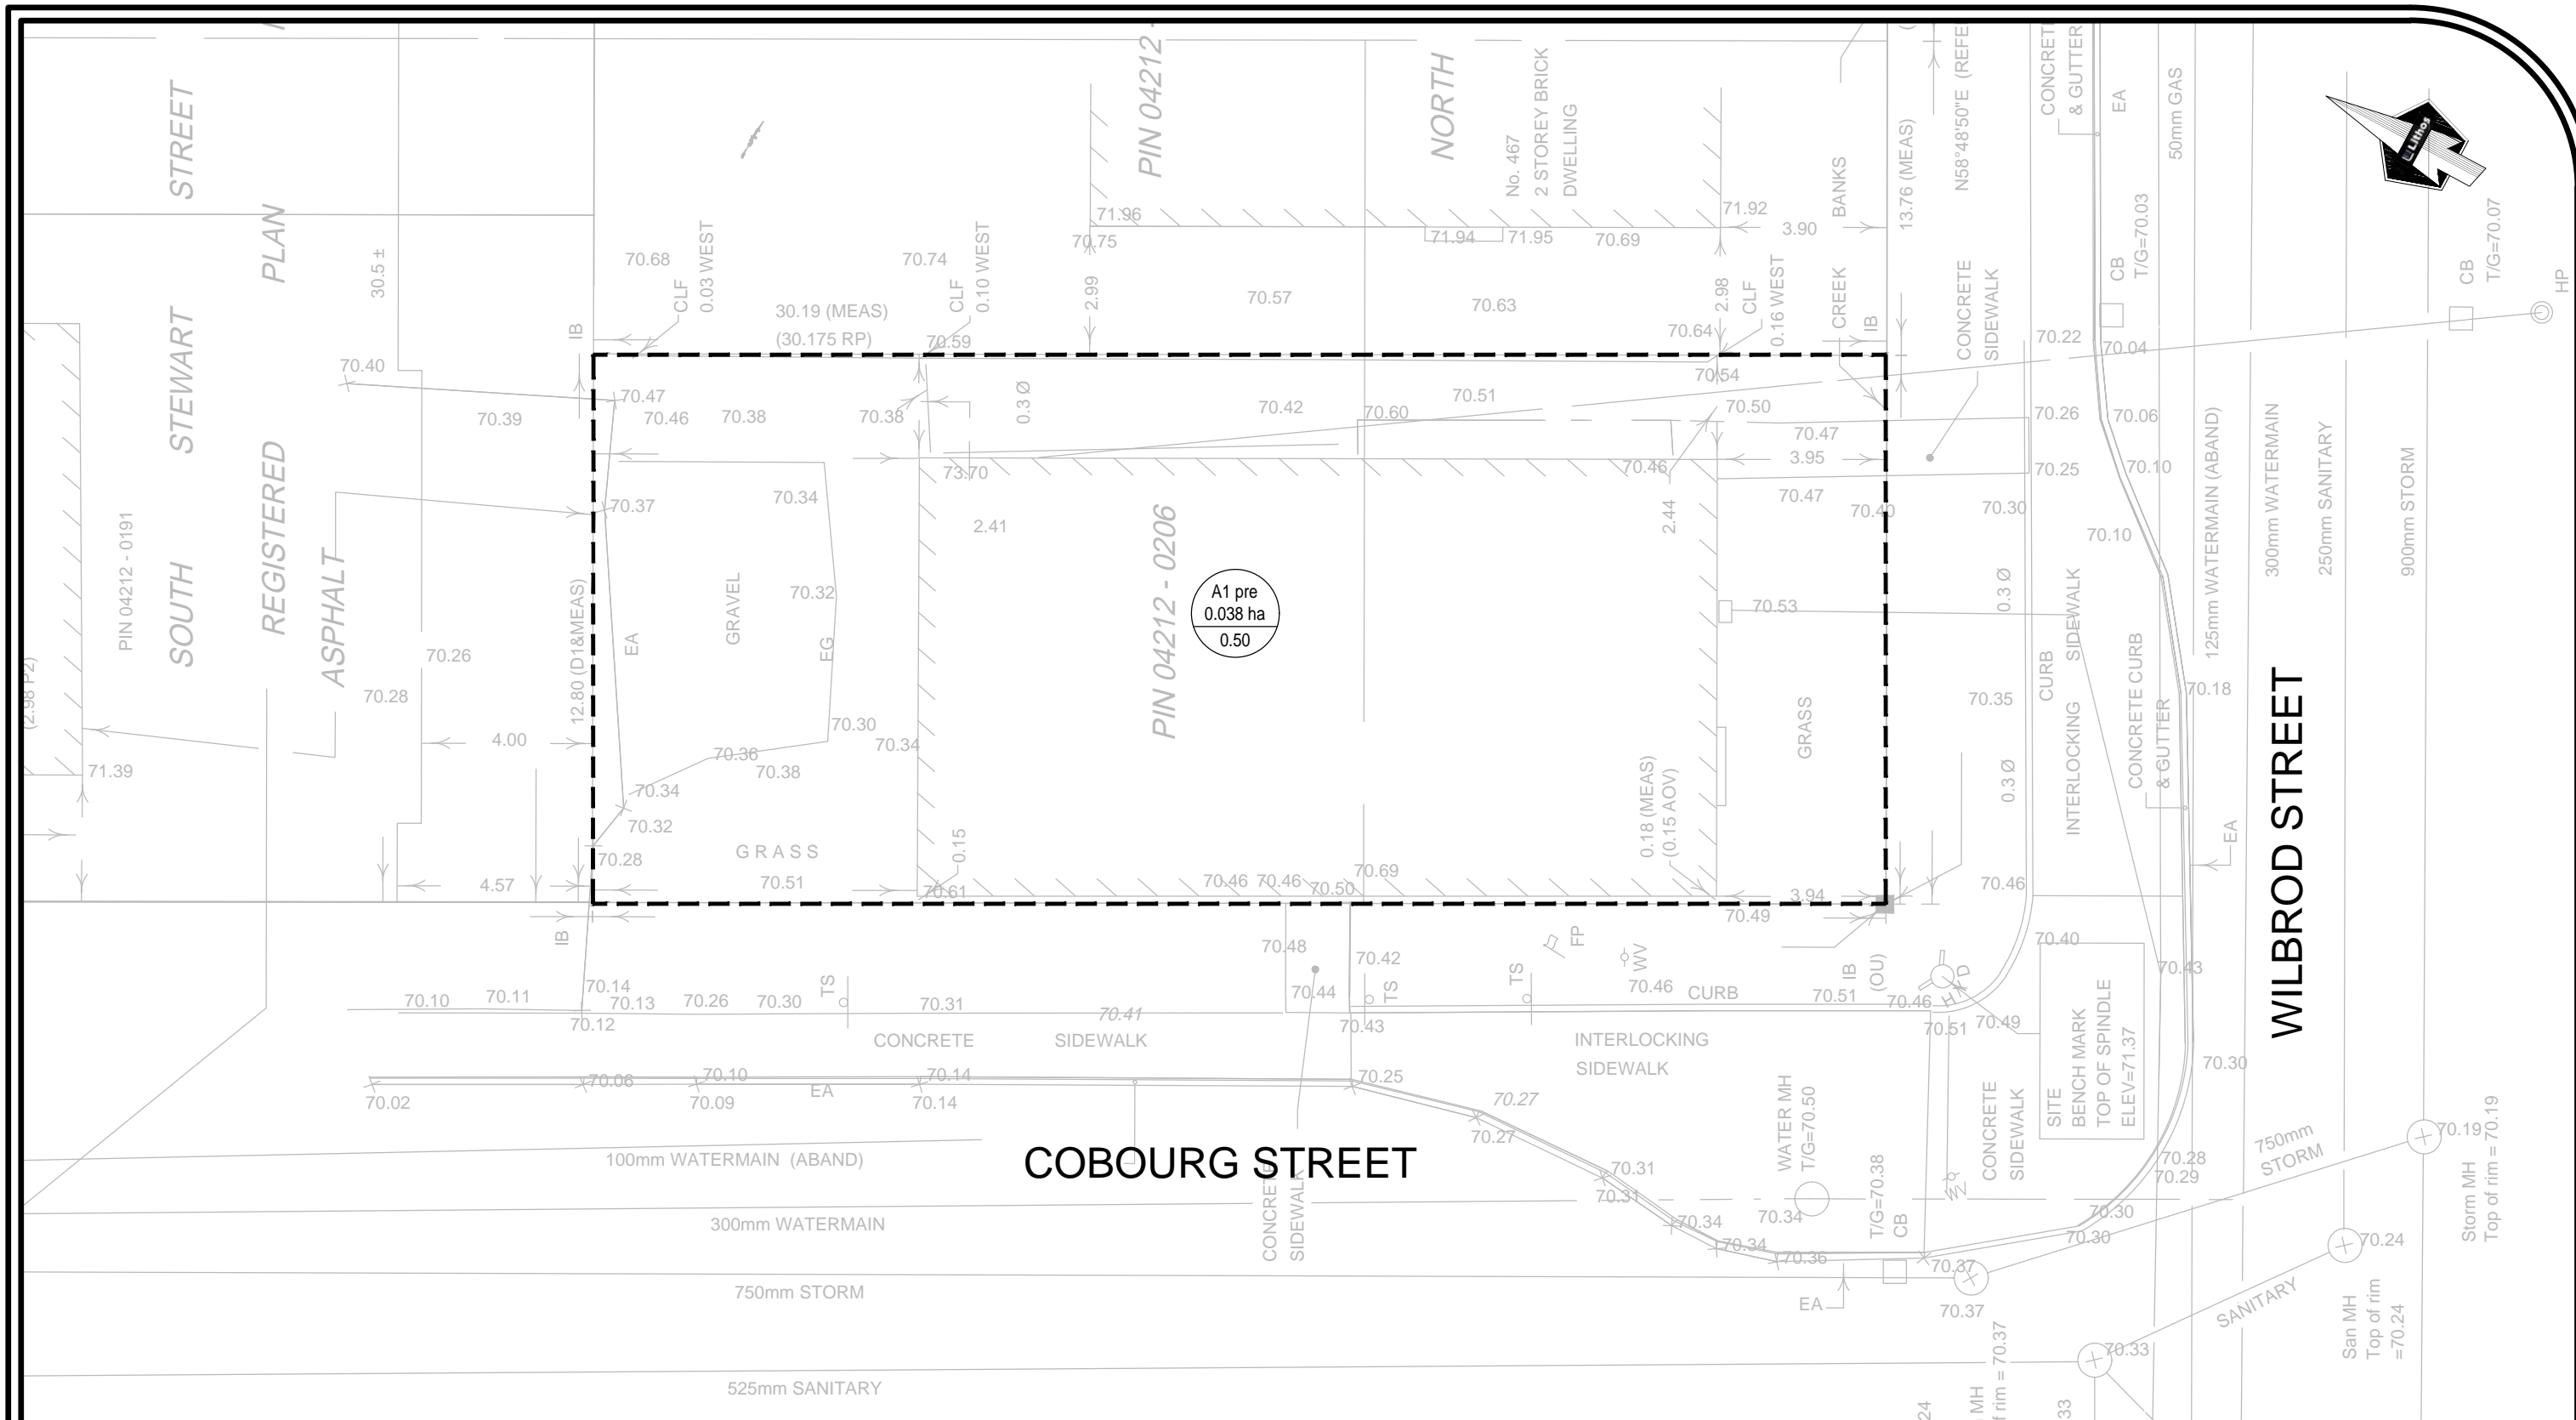 STREET
PLAN
STEWART
REGISTERED
SOUTH
ASPHALT
PIN 04212 - 0191
30.5 ±
70.40
70.39
70.26
70.28
71.39
4.00
4.57
12.80 (D1&MEAS)
IB
70.68
CLF
0.03 WEST
30.19 (MEAS)
(30.175 RP)
70.74
CLF
0.10 WEST
70.59
70.75
71.96
2.99
PIN 04212 -
NORTH
No. 467
2 STOREY BRICK
DWELLING
71.94
71.95
70.69
71.92
3.90
70.57
70.63
70.64
2.98
CLF
0.16 WEST
CREEK
BANKS
IB
13.76 (MEAS)
N58°48'50"E (REFE
CONCRETE
SIDEWALK
CONCRETE
& GUTTER
EA
50mm GAS
CB
T/G=70.03
Lithos
CB
T/G=70.07
HP
70.22
70.04
70.47
70.46
70.38
70.38
0.3 Ø
70.42
70.60
70.51
70.54
70.50
70.47
3.95
70.46
70.47
70.40
70.26
70.25
70.30
70.06
70.10
70.10
73.70
2.41
2.44
70.37
70.34
70.32
GRAVEL
EA
EG
PIN 04212 - 0206
A1 pre
0.038 ha
0.50
70.53
GRASS
70.30
70.34
70.36
70.38
70.34
70.32
70.28
G R A S S
70.51
0.15
70.61
70.46
70.46
70.50
70.69
0.18 (MEAS)
(0.15 AOV)
3.94
70.49
70.35
0.3 Ø
0.3 Ø
CURB
INTERLOCKING SIDEWALK
CONCRETE CURB
& GUTTER
70.18
125mm WATERMAIN (ABAND)
300mm WATERMAIN
250mm SANITARY
900mm STORM
EA
WILBROD STREET
70.46
70.40
70.43
IB
70.14
70.10
70.11
70.13
70.12
70.26
70.30
TS
70.31
70.41
CONCRETE SIDEWALK
70.48
70.44
70.42
TS
70.43
TS
FP
WV
70.46
CURB
IB
(OU)
70.51
70.46
HYD
70.51
70.49
INTERLOCKING
SIDEWALK
SITE
BENCH MARK
TOP OF SPINDLE
ELEV=71.37
70.30
70.02
70.06
70.10
70.09
EA
70.14
70.14
70.25
70.27
70.27
70.31
70.31
WATER MH
T/G=70.50
CONCRETE
SIDEWALK
70.28
70.29
750mm
STORM
70.19
Storm MH
Top of rim = 70.19
100mm WATERMAIN (ABAND)
COBOURG STREET
CONCRETE
SIDEWALK
300mm WATERMAIN
70.34
70.34
70.34
70.36
T/G=70.38
CB
70.37
70.30
70.30
70.24
San MH
Top of rim
=70.24
750mm STORM
EA
70.37
SANITARY
70.33
525mm SANITARY
MH
f rim = 70.37
24
33